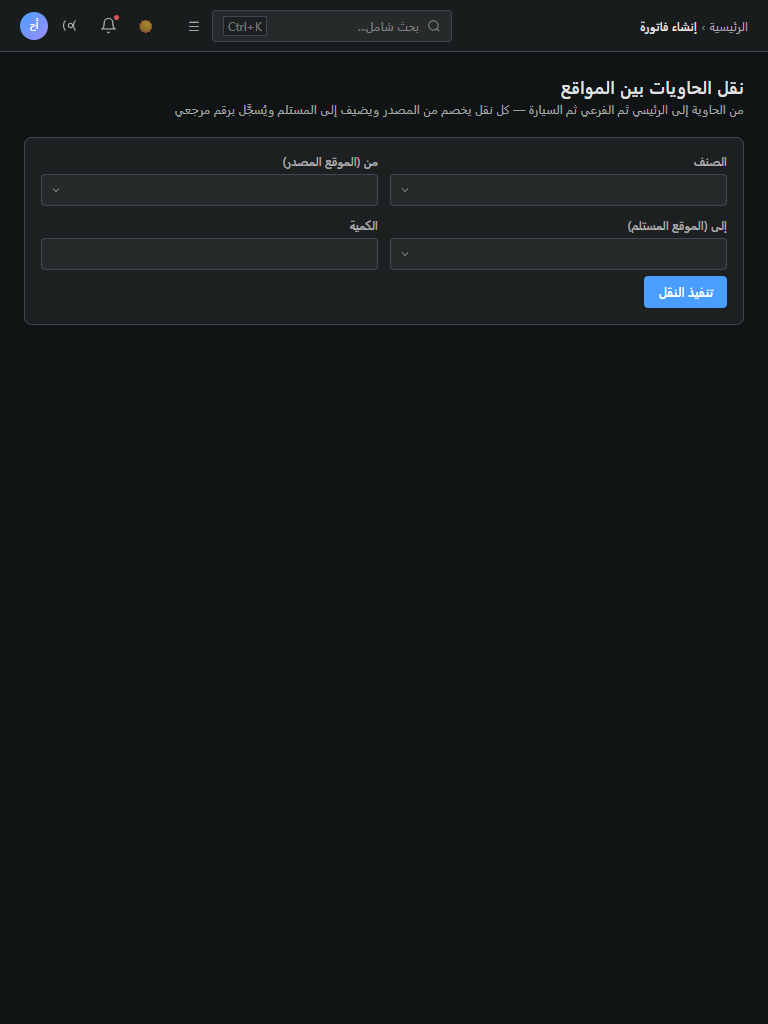 الرئيسية › إنشاء فاتورة
بحث شامل... Ctrl+K
أج
نقل الحاويات بين المواقع
من الحاوية إلى الرئيسي ثم الفرعي ثم السيارة — كل نقل يخصم من المصدر ويضيف إلى المستلم ويُسجَّل برقم مرجعي
الصنف
من (الموقع المصدر)
إلى (الموقع المستلم)
الكمية
تنفيذ النقل